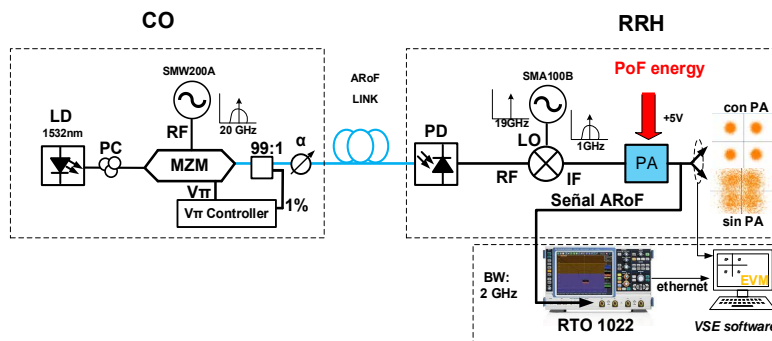 CO
RRH
SMW200A
LD
1532nm
PC
RF
20 GHz
MZM
99:1
α
Vπ
Vπ Controller
1%
ARoF
LINK
PD
SMA100B
19GHz
LO
1GHz
RF
IF
PoF energy
+5V
PA
con PA
sin PA
Señal ARoF
BW:
2 GHz
RTO 1022
ethernet
EVM
VSE software